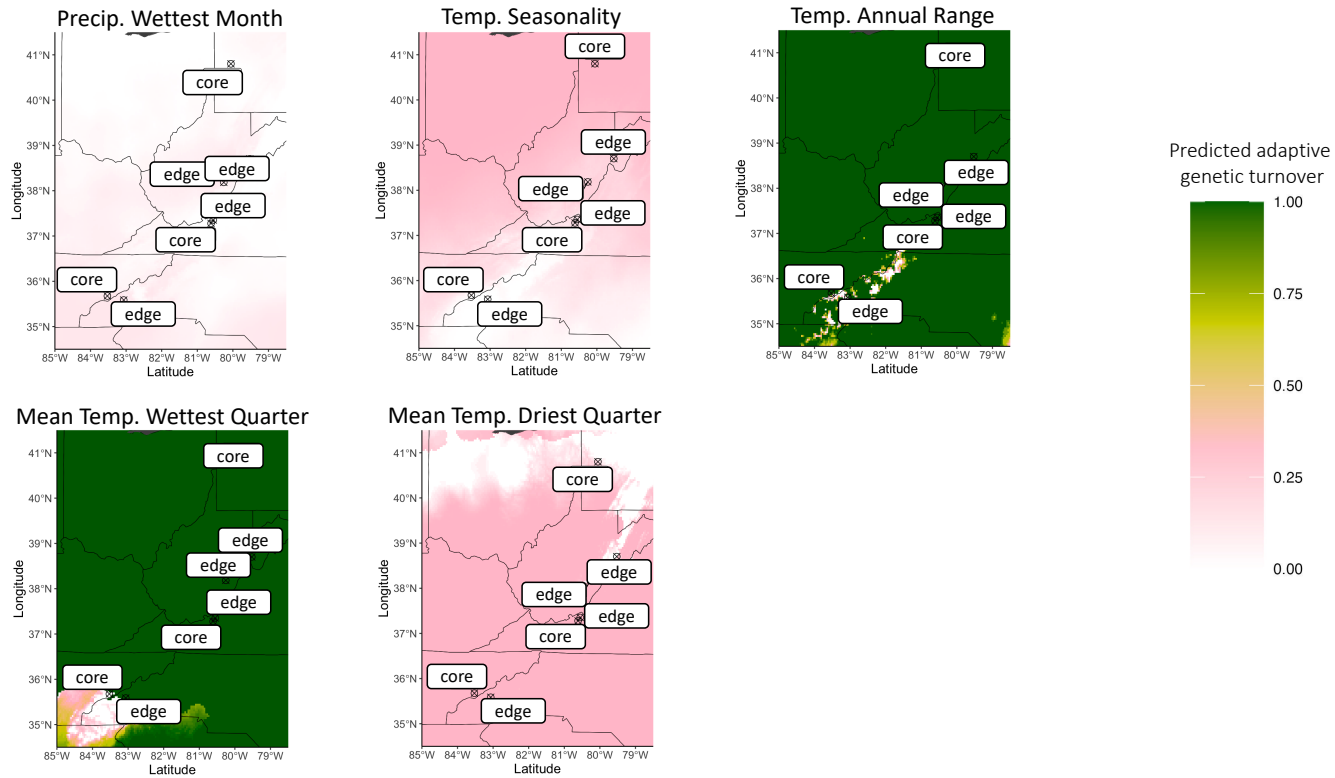 Precip. Wettest Month
Temp. Seasonality
Temp. Annual Range
41°N
40°N
39°N
38°N
37°N
36°N
35°N
Longitude
core
edge
edge
edge
core
core
edge
85°W 84°W 83°W 82°W 81°W 80°W 79°W
Latitude
41°N
40°N
39°N
38°N
37°N
36°N
35°N
Longitude
core
edge
edge
edge
core
core
edge
85°W 84°W 83°W 82°W 81°W 80°W 79°W
Latitude
41°N
40°N
39°N
38°N
37°N
36°N
35°N
Longitude
core
edge
edge
edge
core
core
edge
85°W 84°W 83°W 82°W 81°W 80°W 79°W
Latitude
Predicted adaptive
genetic turnover
1.00
0.75
0.50
0.25
0.00
Mean Temp. Wettest Quarter
Mean Temp. Driest Quarter
41°N
40°N
39°N
38°N
37°N
36°N
35°N
Longitude
core
edge
edge
edge
core
core
edge
85°W 84°W 83°W 82°W 81°W 80°W 79°W
Latitude
41°N
40°N
39°N
38°N
37°N
36°N
35°N
Longitude
core
edge
edge
edge
core
core
edge
85°W 84°W 83°W 82°W 81°W 80°W 79°W
Latitude